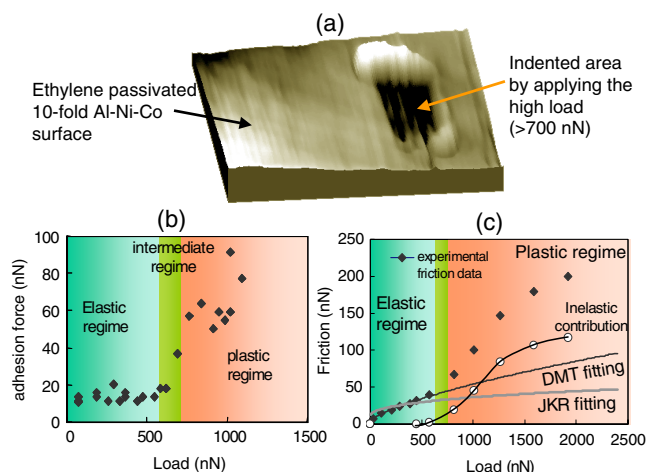 (a)
Ethylene passivated
10-fold Al-Ni-Co
surface
Indented area
by applying the
high load
(>700 nN)
(b)
adhesion force
(nN)
100
80
60
40
20
0
intermediate
regime
Elastic
regime
plastic
regime
0 500 1000 1500
Load (nN)
(c)
Friction (nN)
250
200
150
100
50
0
experimental
friction data
Plastic regime
Elastic
regime
Inelastic
contribution
DMT fitting
JKR fitting
0 500 1000 1500 2000 2500
Load (nN)